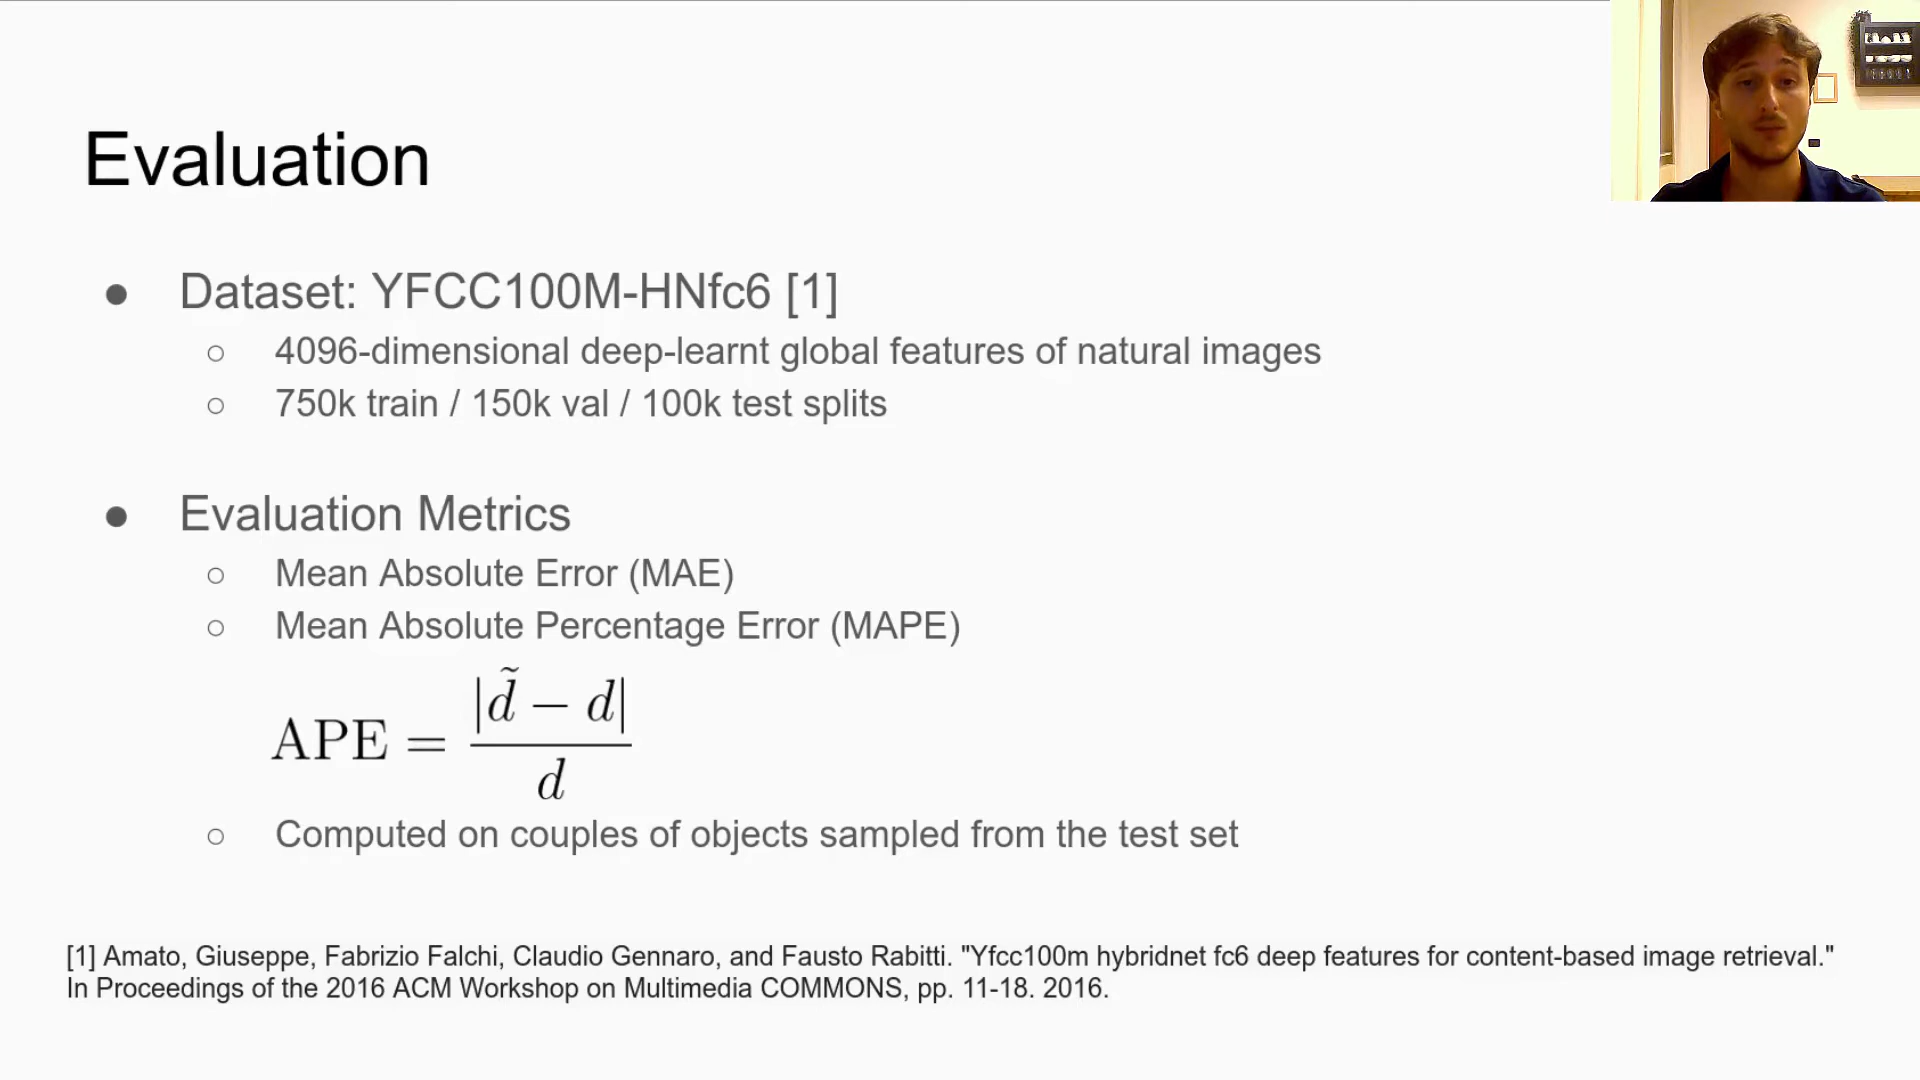 Evaluation
● Dataset: YFCC100M-HNfc6 [1]
○ 4096-dimensional deep-learnt global features of natural images
○ 750k train / 150k val / 100k test splits
● Evaluation Metrics
○ Mean Absolute Error (MAE)
○ Mean Absolute Percentage Error (MAPE)
APE = |d̃ − d| / d
○ Computed on couples of objects sampled from the test set
[1] Amato, Giuseppe, Fabrizio Falchi, Claudio Gennaro, and Fausto Rabitti. "Yfcc100m hybridnet fc6 deep features for content-based image retrieval."
In Proceedings of the 2016 ACM Workshop on Multimedia COMMONS, pp. 11-18. 2016.